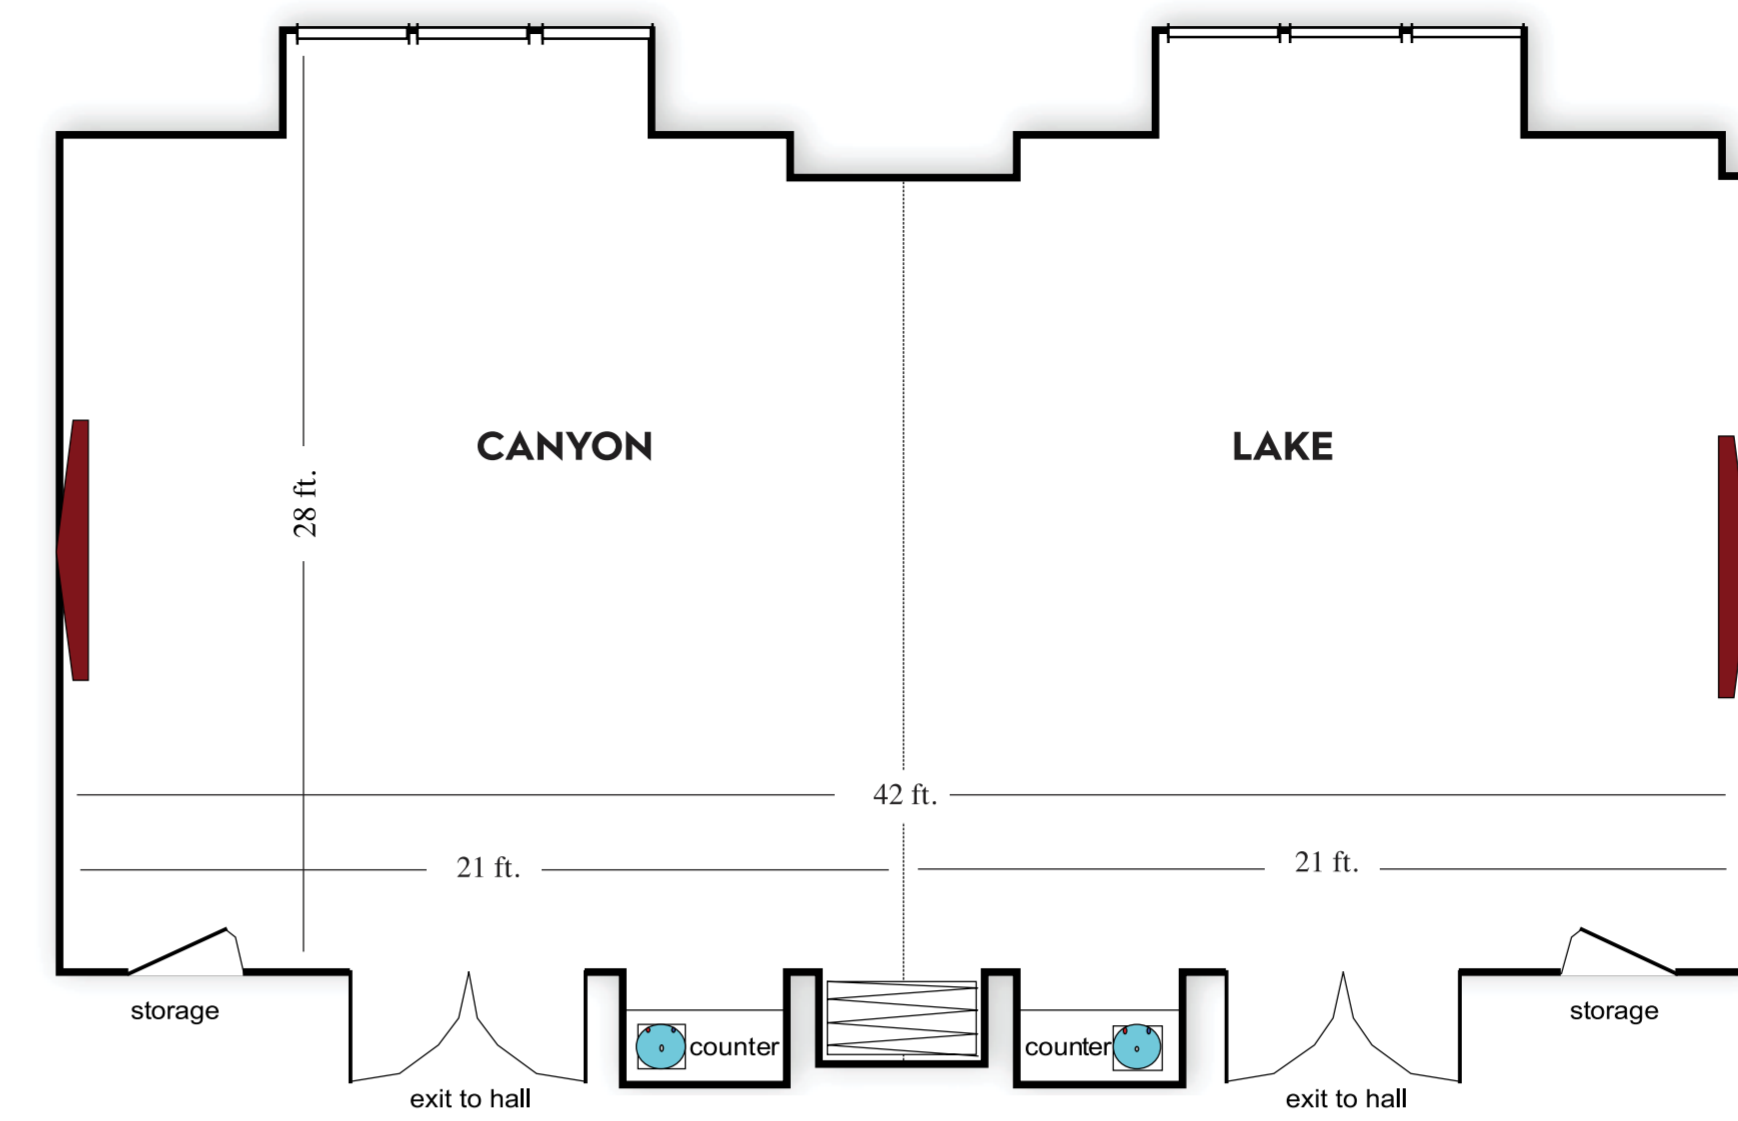 CANYON
LAKE
28 ft.
42 ft.
21 ft.
21 ft.
storage
storage
counter
counter
exit to hall
exit to hall